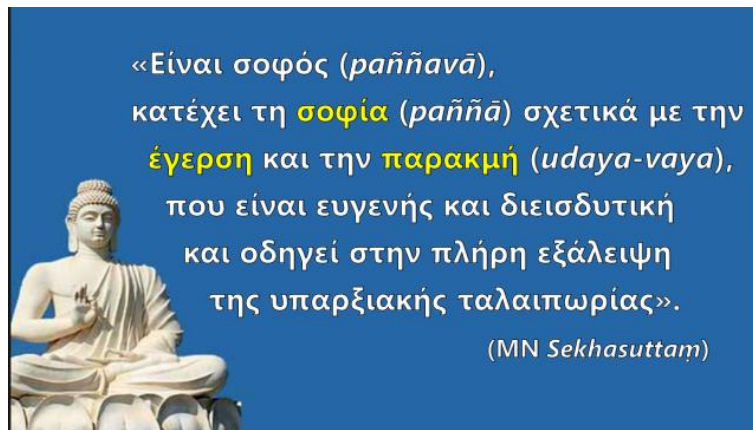 «Είναι σοφός (paññavā),
κατέχει τη σοφία (paññā) σχετικά με την
έγερση και την παρακμή (udaya-vaya),
που είναι ευγενής και διεισδυτική
και οδηγεί στην πλήρη εξάλειψη
της υπαρξιακής ταλαιπωρίας».
(MN Sekhasuttaṃ)